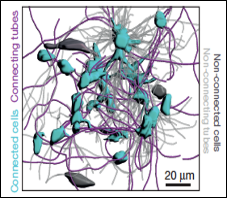 Connected cells
Connecting tubes
Non-connected cells
Non-connecting tubes
20 μm